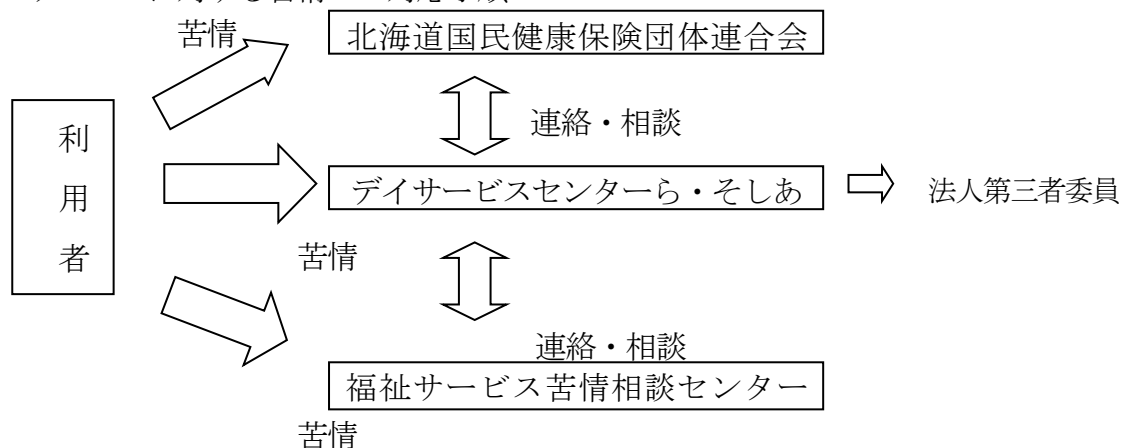 苦情
北海道国民健康保険団体連合会
連絡・相談
利用者
デイサービスセンターら・そしあ
法人第三者委員
苦情
連絡・相談
福祉サービス苦情相談センター
苦情